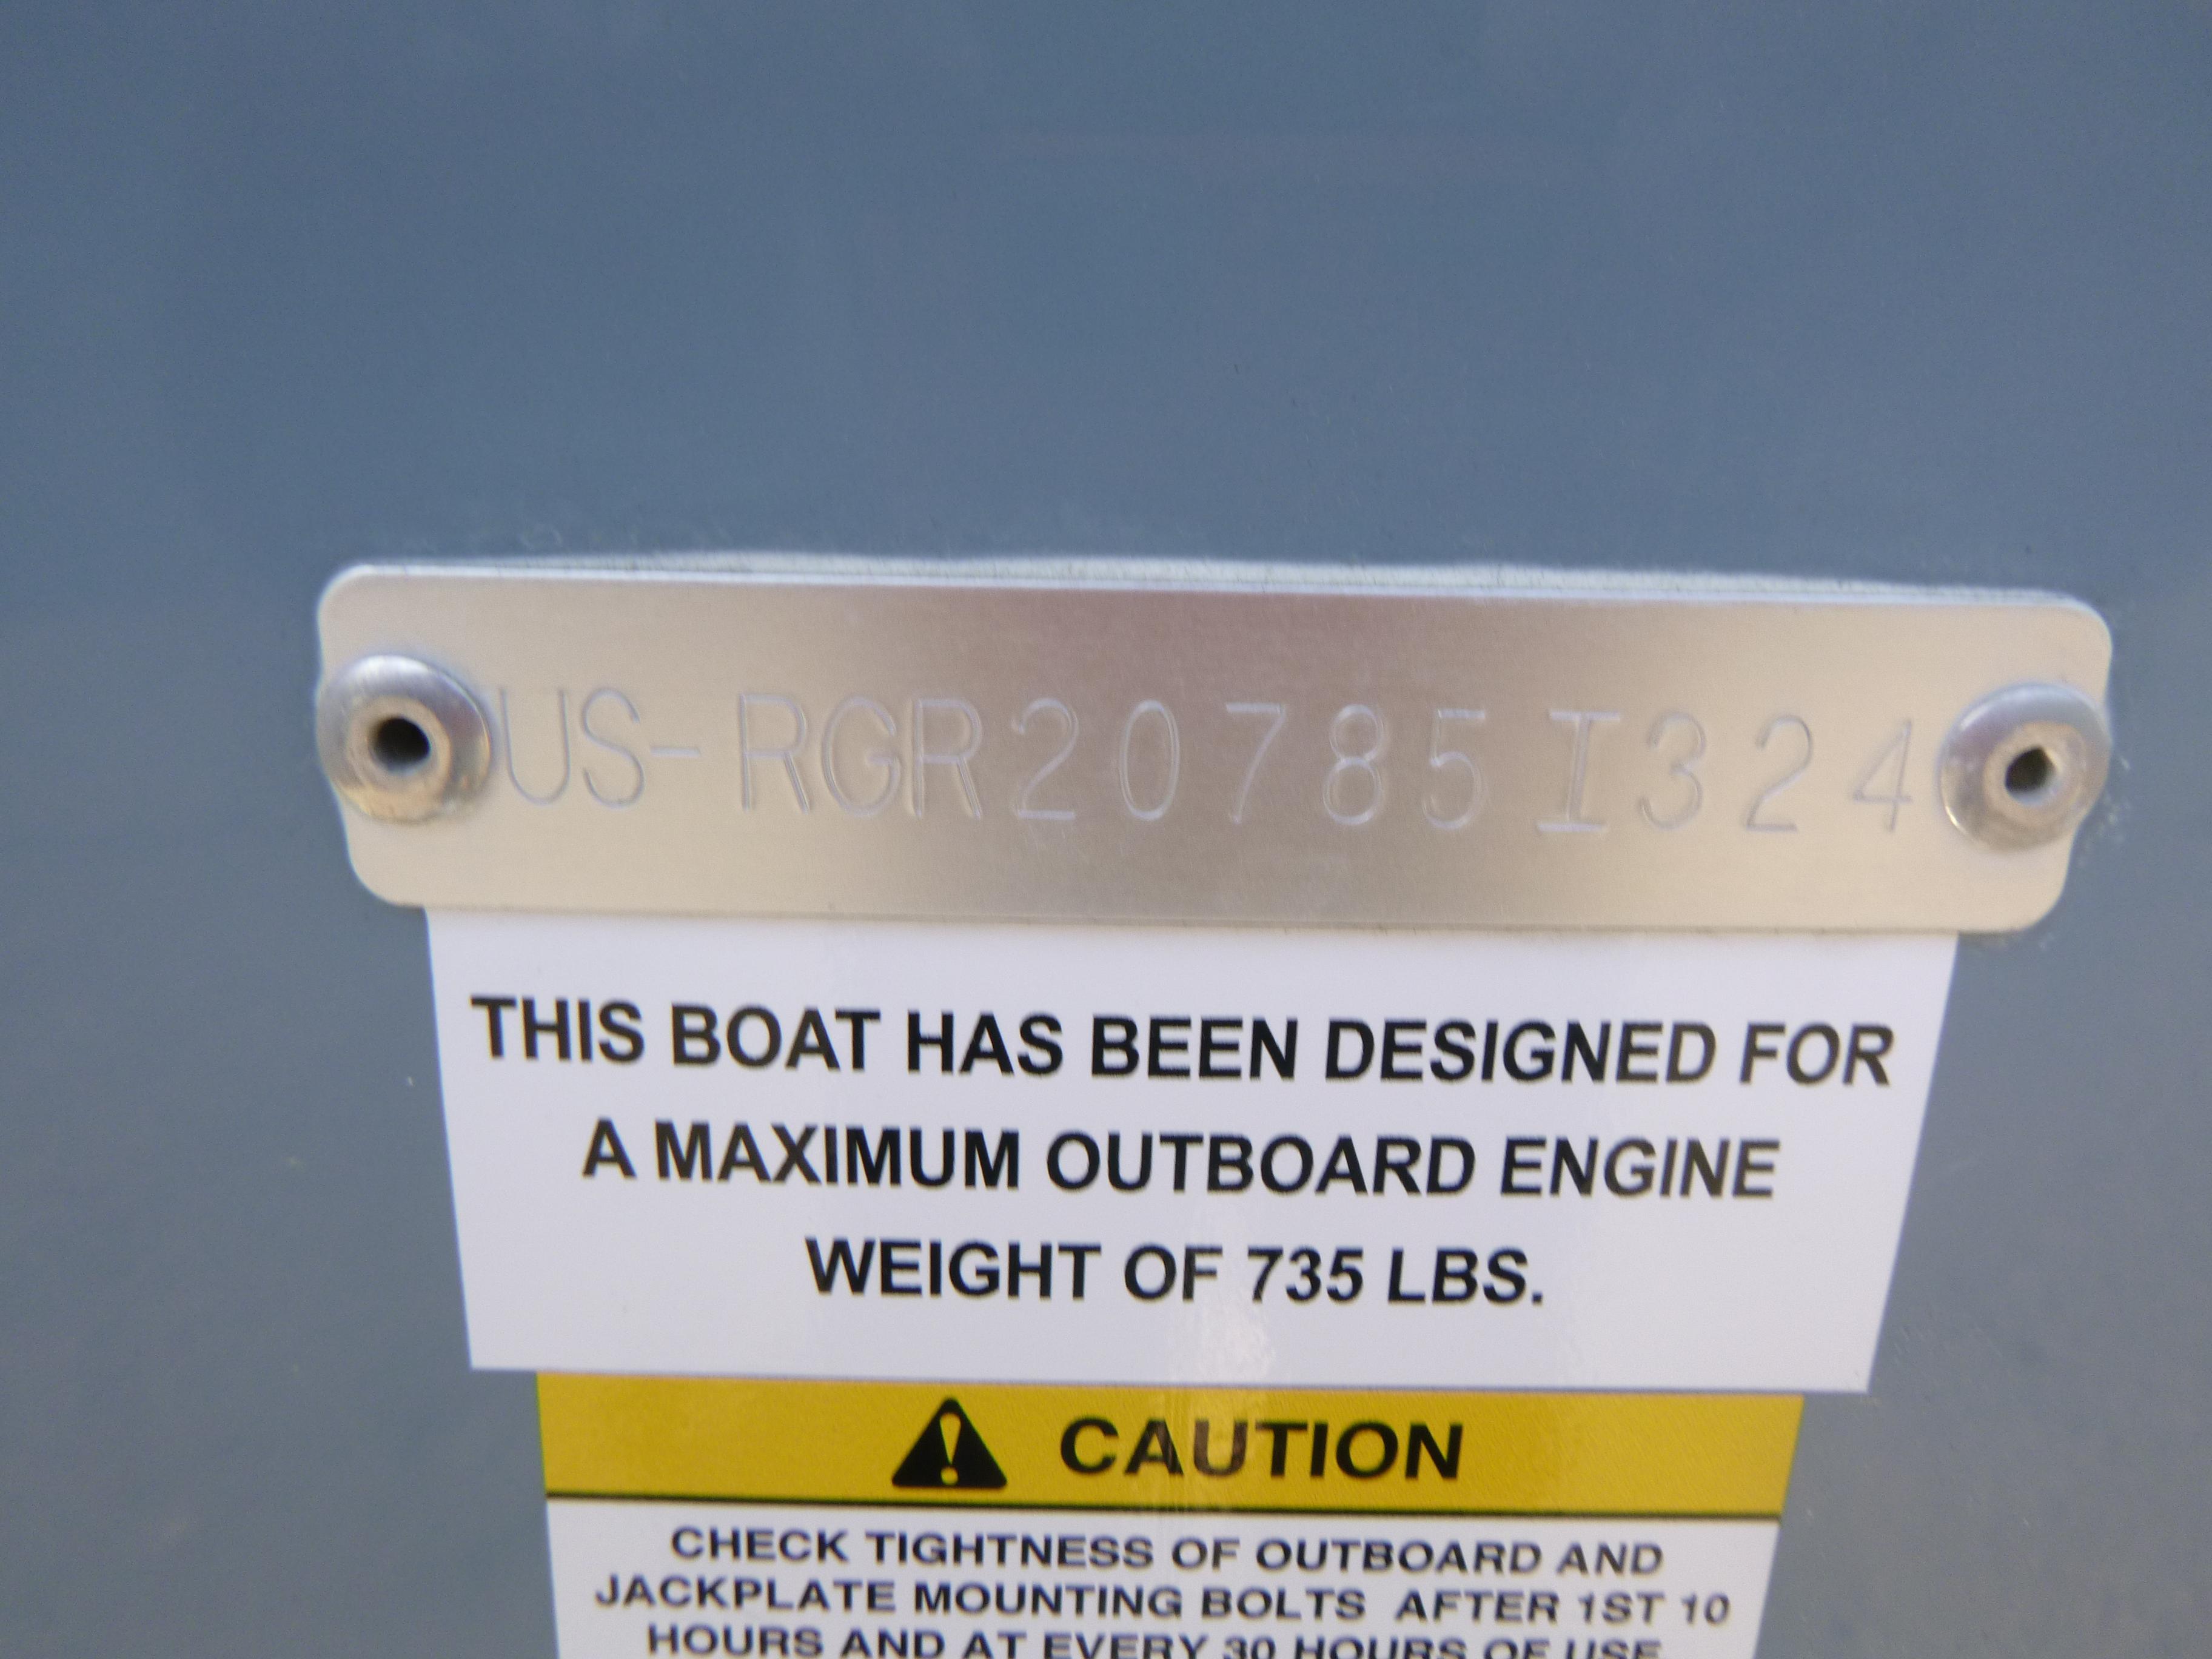 US-RGR20785I324
THIS BOAT HAS BEEN DESIGNED FOR
A MAXIMUM OUTBOARD ENGINE
WEIGHT OF 735 LBS.
CAUTION
CHECK TIGHTNESS OF OUTBOARD AND
JACKPLATE MOUNTING BOLTS AFTER 1ST 10
HOURS AND AT EVERY 30 HOURS OF USE